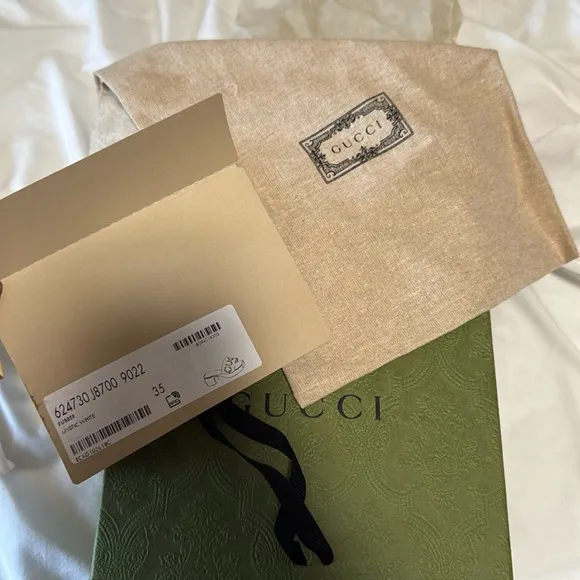 GUCCI
624730 J8700 9022
RUBBER
MYSTIC.WHITE
35
GUCCI